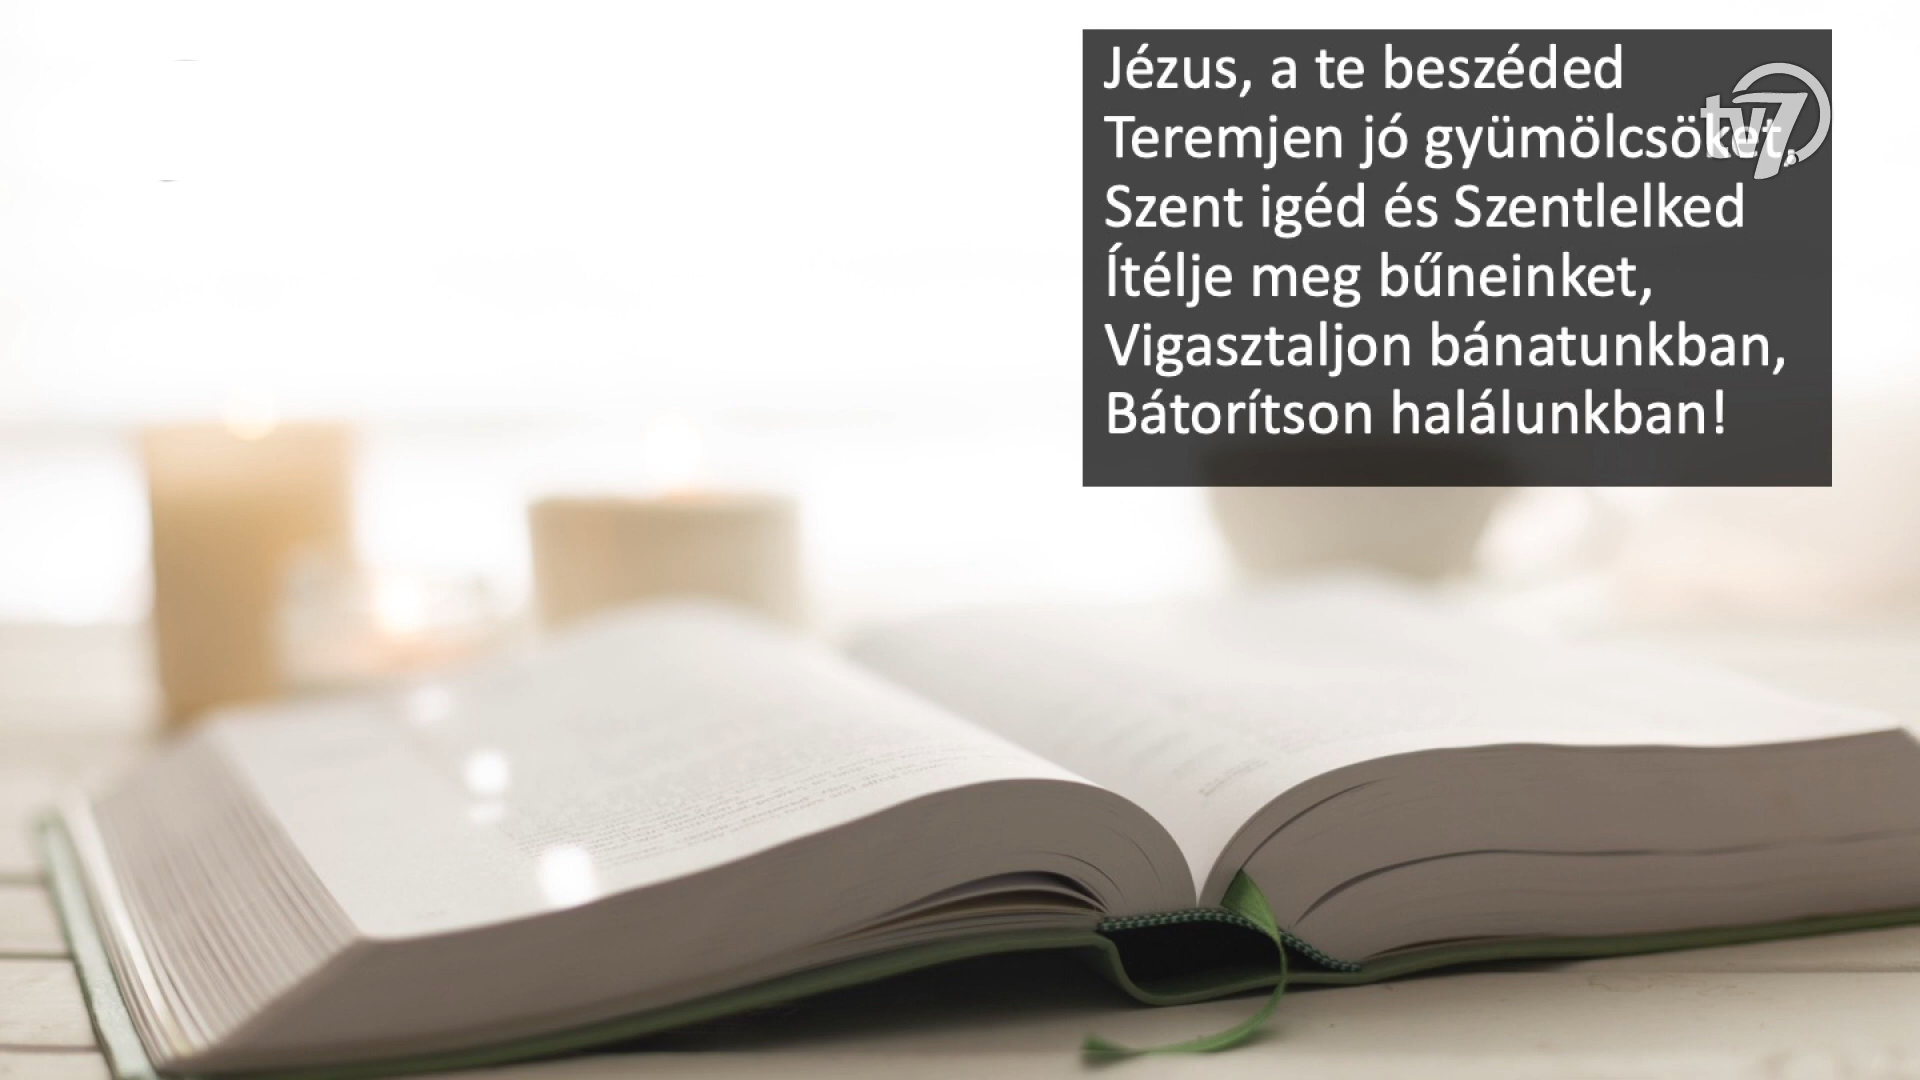 Jézus, a te beszéded
Teremjen jó gyümölcsöket,
Szent igéd és Szentlelked
Ítélje meg bűneinket,
Vigasztaljon bánatunkban,
Bátorítson halálunkban!
tv7